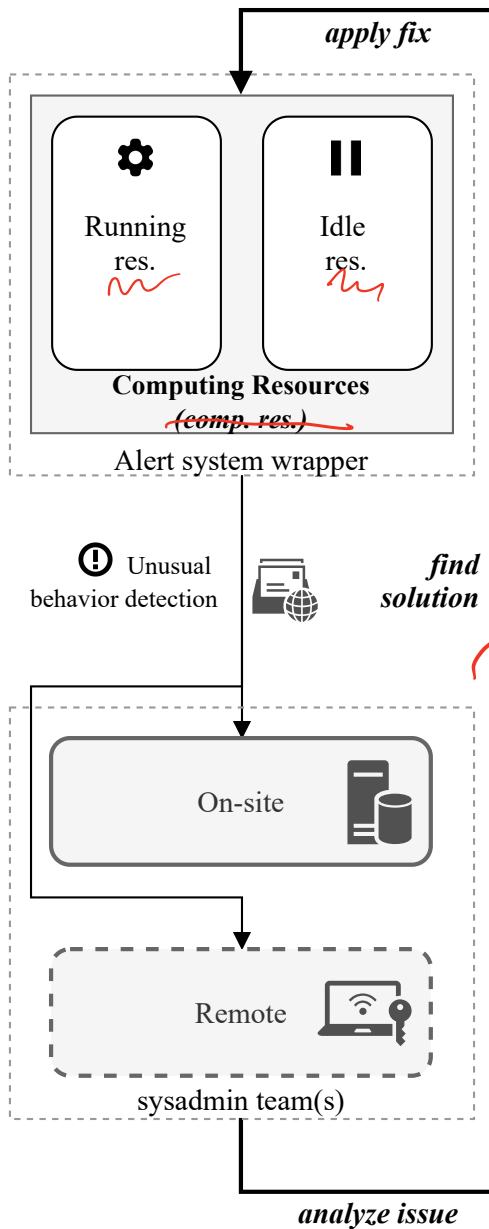 apply fix
Running
res.
Idle
res.
Computing Resources
(comp. res.)
Alert system wrapper
Unusual
behavior detection
find
solution
On-site
Remote
sysadmin team(s)
analyze issue